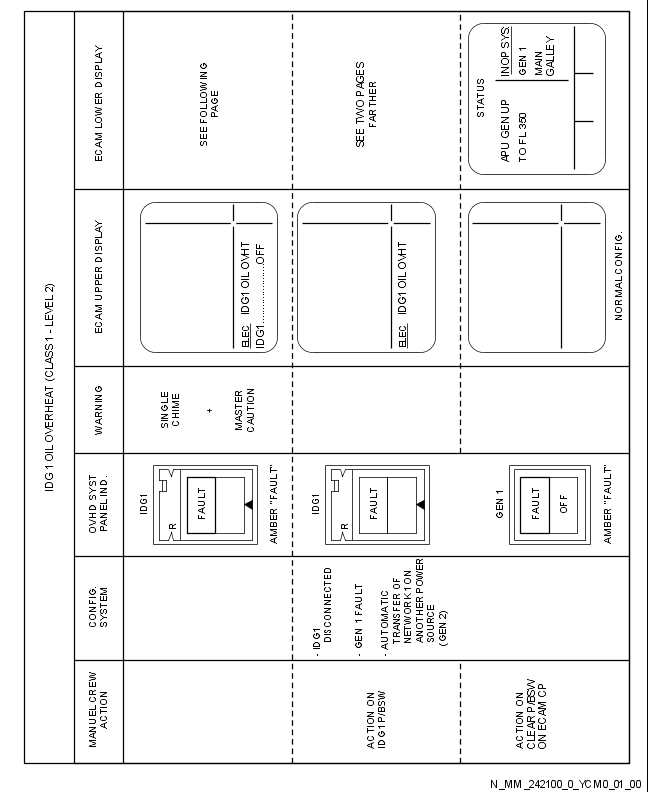 IDG 1 OIL OVERHEAT (CLASS 1 - LEVEL 2)
MANUEL CREW
ACTION
CONFIG.
SYSTEM
OVHD SYST
PANEL IND.
WARNING
ECAM UPPER DISPLAY
ECAM LOWER DISPLAY
IDG1
R
FAULT
AMBER "FAULT"
SINGLE
CHIME
+
MASTER
CAUTION
ELEC IDG1 OIL OVHT
IDG1....................OFF
SEE FOLLOWING
PAGE
ACTION ON
IDG1 P/BSW
- IDG1
DISCONNECTED
- GEN 1 FAULT
- AUTOMATIC
TRANSFER OF
NETWORK 1 ON
ANOTHER POWER
SOURCE
(GEN 2)
IDG1
R
FAULT
ELEC IDG1 OIL OVHT
SEE TWO PAGES
FARTHER
ACTION ON
CLEAR P/BSW
ON ECAM CP
GEN 1
FAULT
OFF
AMBER "FAULT"
NORMAL CONFIG.
STATUS
APU GEN UP
TO FL 350
INOP SYS:
GEN 1
MAIN
GALLEY
N_MM_242100_0_YCM0_01_00